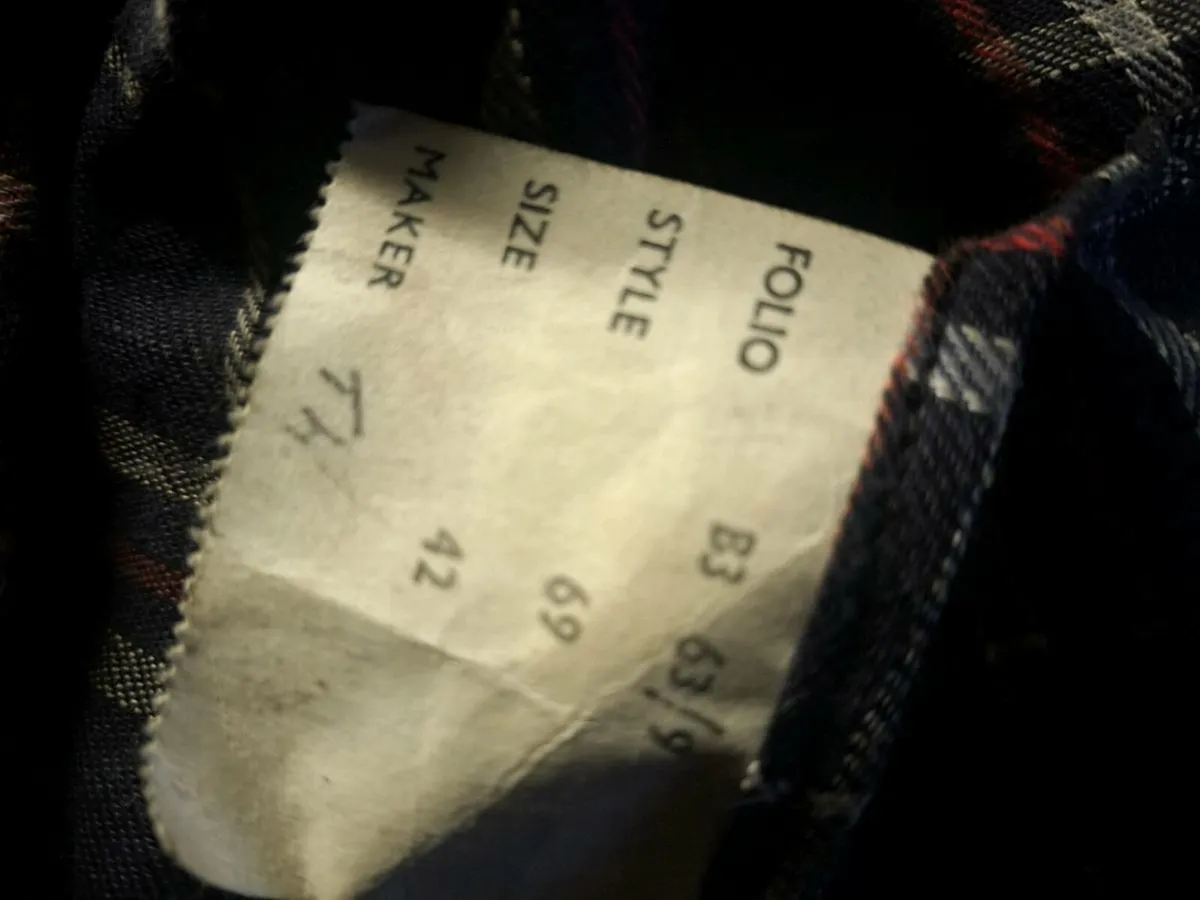 FOLIO B3 63/9
STYLE 69
SIZE 42
MAKER